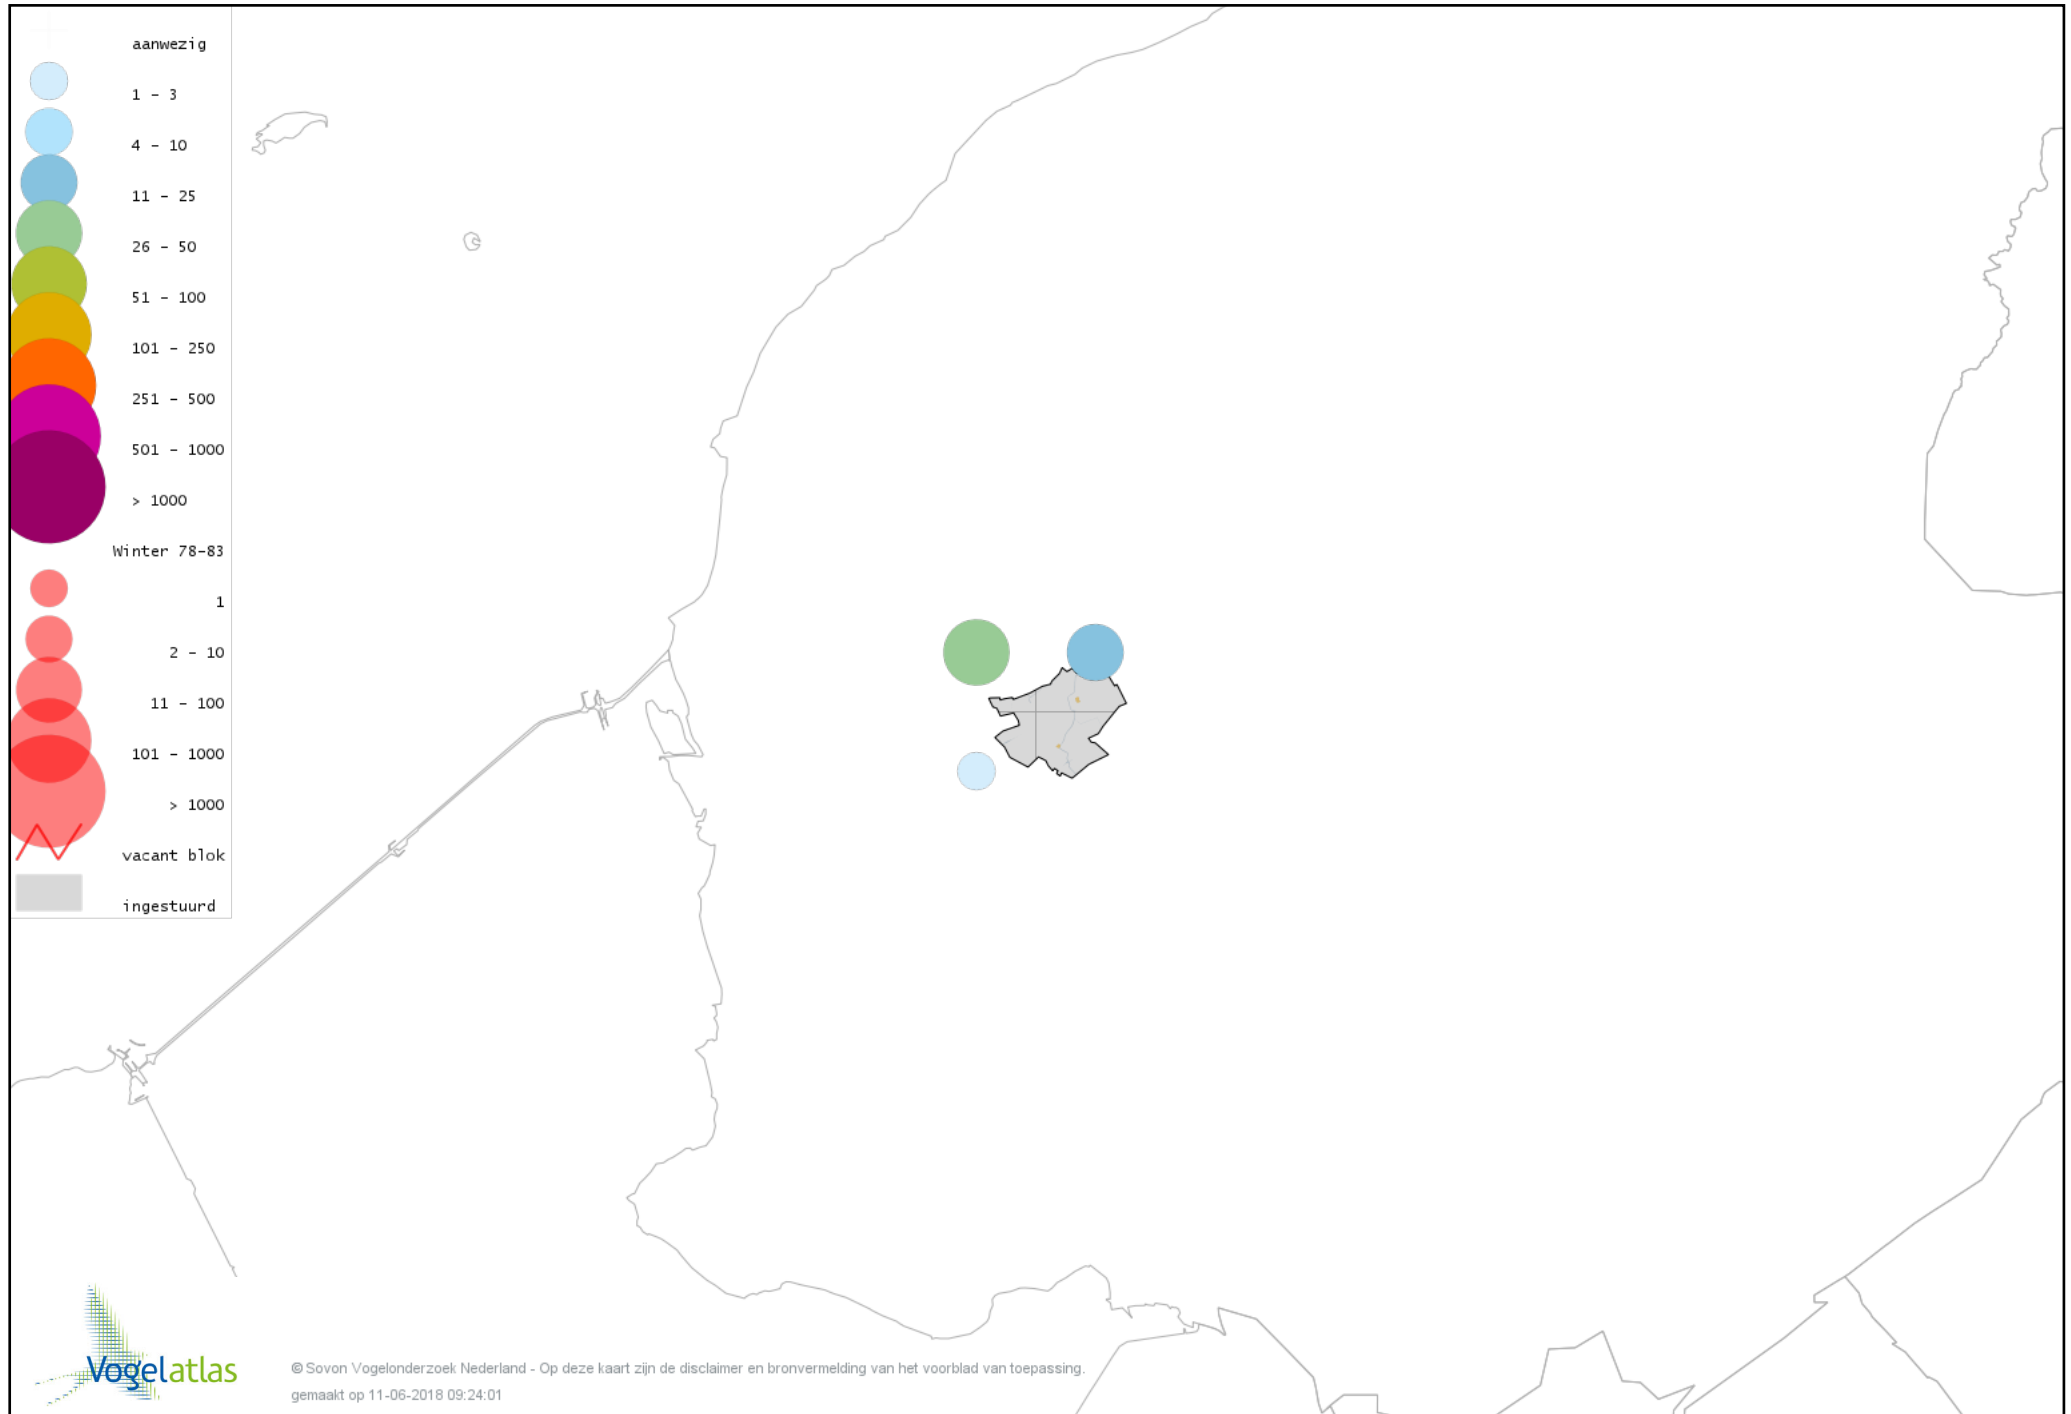 aanwezig
1 - 3
4 - 10
11 - 25
26 - 50
51 - 100
101 - 250
251 - 500
501 - 1000
> 1000
Winter 78-83
1
2 - 10
11 - 100
101 - 1000
> 1000
vacant blok
ingestuurd
Vogelatlas
© Sovon Vogelonderzoek Nederland - Op deze kaart zijn de disclaimer en bronvermelding van het voorblad van toepassing.
gemaakt op 11-06-2018 09:24:01